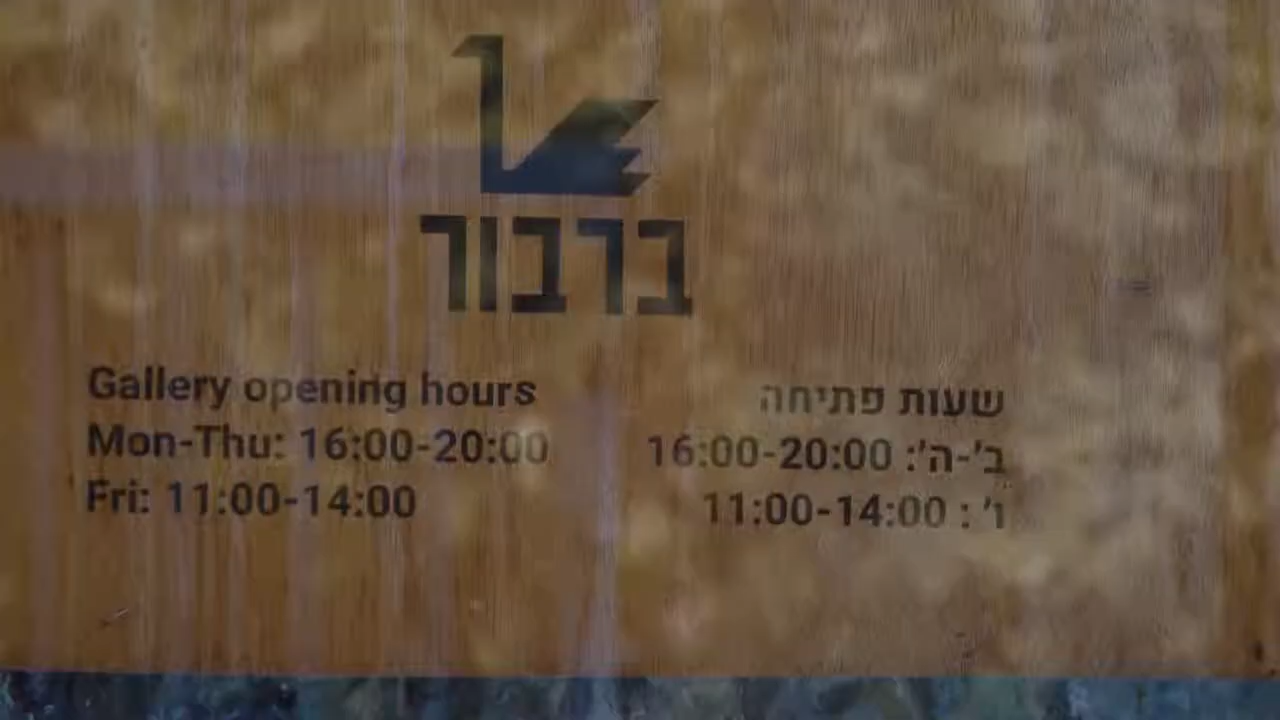 ברבור
Gallery opening hours
Mon-Thu: 16:00-20:00
Fri: 11:00-14:00
שעות פתיחה
ב'-ה': 16:00-20:00
ו' : 11:00-14:00